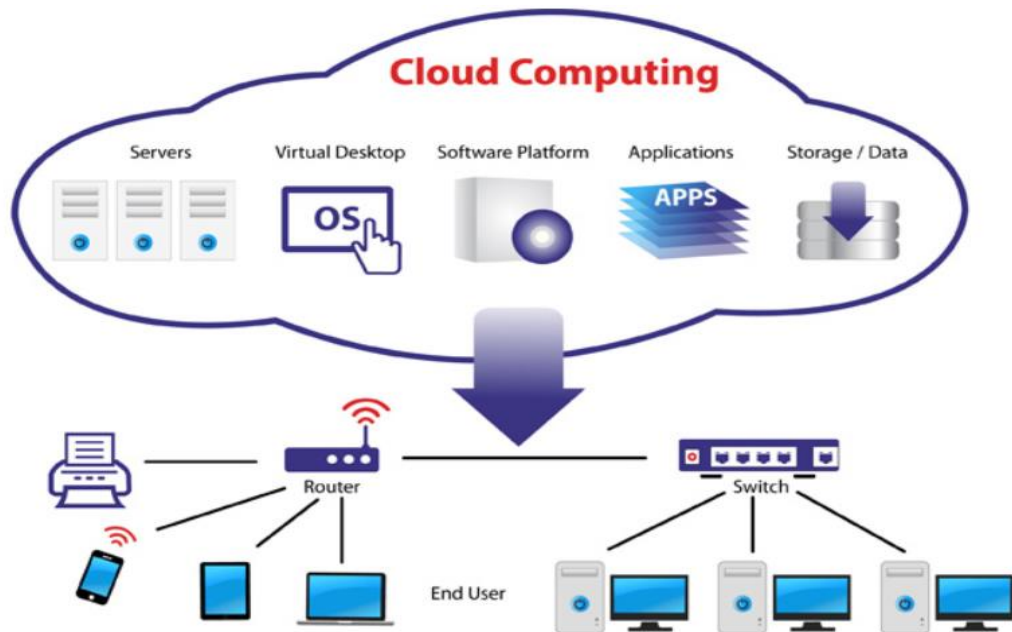 Cloud Computing
Servers
Virtual Desktop
Software Platform
Applications
Storage / Data
OS
APPS
Router
Switch
End User